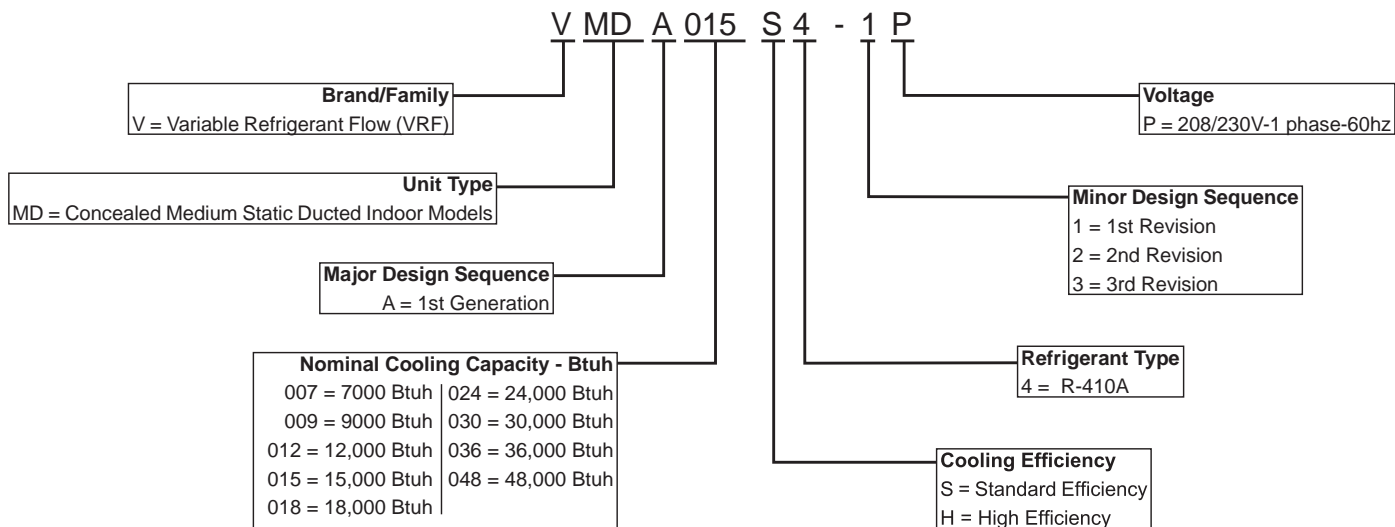 V MD A 015 S 4 - 1 P
Brand/Family
V = Variable Refrigerant Flow (VRF)
Voltage
P = 208/230V-1 phase-60hz
Unit Type
MD = Concealed Medium Static Ducted Indoor Models
Minor Design Sequence
1 = 1st Revision
2 = 2nd Revision
3 = 3rd Revision
Major Design Sequence
A = 1st Generation
Nominal Cooling Capacity - Btuh
007 = 7000 Btuh 024 = 24,000 Btuh
009 = 9000 Btuh 030 = 30,000 Btuh
012 = 12,000 Btuh 036 = 36,000 Btuh
015 = 15,000 Btuh 048 = 48,000 Btuh
018 = 18,000 Btuh
Refrigerant Type
4 = R-410A
Cooling Efficiency
S = Standard Efficiency
H = High Efficiency